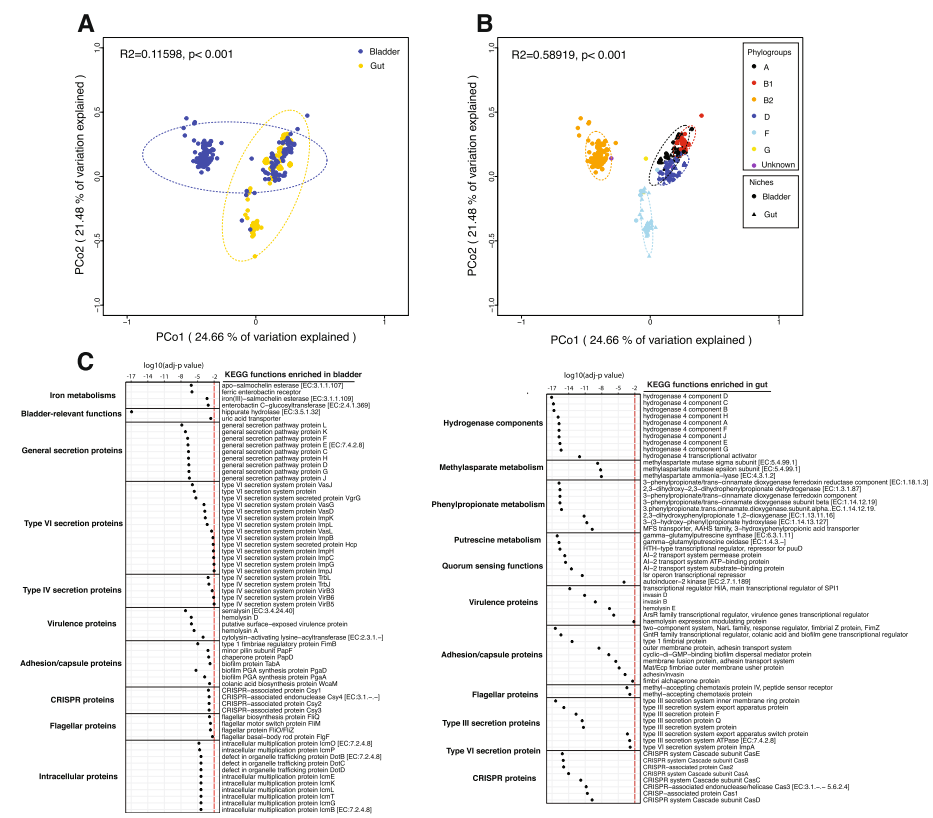 A
R2=0.11598, p< 0.001
Bladder
Gut
PCo2 ( 21.48 % of variation explained )
1.0
0.5
0.0
−0.5
−1.0
−1
0
1
PCo1 ( 24.66 % of variation explained )
B
R2=0.58919, p< 0.001
Phylogroups
A
B1
B2
D
F
G
Unknown
Niches
Bladder
Gut
PCo2 ( 21.48 % of variation explained )
1.0
0.5
0.0
−0.5
−1.0
−1
0
1
PCo1 ( 24.66 % of variation explained )
C
log10(adj-p value)
-17 -14 -11 -8 -5 -2
KEGG functions enriched in bladder
Iron metabolisms
apo−salmochelin esterase [EC:3.1.1.107]
ferric enterobactin receptor
iron(III)−salmochelin esterase [EC:3.1.1.109]
enterobactin C−glucosyltransferase [EC:2.4.1.369]
Bladder-relevant functions
hippurate hydrolase [EC:3.5.1.32]
uric acid transporter
General secretion proteins
general secretion pathway protein L
general secretion pathway protein K
general secretion pathway protein F
general secretion pathway protein E [EC:7.4.2.8]
general secretion pathway protein C
general secretion pathway protein H
general secretion pathway protein D
general secretion pathway protein G
general secretion pathway protein J
Type VI secretion proteins
type VI secretion system protein VasI
type VI secretion system protein
type VI secretion system secreted protein VgrG
type VI secretion system protein VasG
type VI secretion system protein VasD
type VI secretion system protein ImpK
type VI secretion system protein ImpL
type VI secretion system protein VasL
type VI secretion system protein ImpB
type VI secretion system secreted protein Hcp
type VI secretion system protein ImpH
type VI secretion system protein ImpC
type VI secretion system protein ImpG
type VI secretion system protein ImpJ
Type IV secretion proteins
type IV secretion system protein TrbL
type IV secretion system protein TrbJ
type IV secretion system protein VirB3
type IV secretion system protein VirB6
type IV secretion system protein VirB5
Virulence proteins
serralysin [EC:3.4.24.40]
hemolysin D
putative surface−exposed virulence protein
hemolysin A
cytolysin−activating lysine−acyltransferase [EC:2.3.1.−]
Adhesion/capsule proteins
type 1 fimbriae regulatory protein FimB
minor pilin subunit PapF
chaperone protein PapD
biofilm protein TabA
biofilm PGA synthesis protein PgaD
biofilm PGA synthesis protein PgaA
colanic acid biosynthesis protein WcaM
CRISPR proteins
CRISPR−associated protein Csy1
CRISPR−associated endonuclease Csy4 [EC:3.1.−.−]
CRISPR−associated protein Csy2
CRISPR−associated protein Csy3
Flagellar proteins
flagellar biosynthesis protein FliQ
flagellar motor switch protein FliM
flagellar protein FliO/FliZ
flagellar basal−body rod protein FlgF
Intracellular proteins
intracellular multiplication protein IcmO [EC:7.2.4.8]
intracellular multiplication protein IcmP
defect in organelle trafficking protein DotB [EC:7.2.4.8]
defect in organelle trafficking protein DotC
defect in organelle trafficking protein DotD
intracellular multiplication protein IcmE
intracellular multiplication protein IcmK
intracellular multiplication protein IcmL
intracellular multiplication protein IcmT
intracellular multiplication protein IcmG
intracellular multiplication protein IcmB [EC:7.2.4.8]
log10(adj-p value)
-17 -14 -11 -8 -5 -2
KEGG functions enriched in gut
Hydrogenase components
hydrogenase 4 component D
hydrogenase 4 component C
hydrogenase 4 component B
hydrogenase 4 component H
hydrogenase 4 component A
hydrogenase 4 component F
hydrogenase 4 component J
hydrogenase 4 component E
hydrogenase 4 component G
hydrogenase 4 transcriptional activator
Methylasparate metabolism
methylaspartate mutase sigma subunit [EC:5.4.99.1]
methylaspartate mutase epsilon subunit [EC:5.4.99.1]
methylaspartate ammonia−lyase [EC:4.3.1.2]
Phenylpropionate metabolism
3−phenylpropionate/trans−cinnamate dioxygenase ferredoxin reductase component [EC:1.18.1.3]
2,3−dihydroxy−2,3−dihydrophenylpropionate dehydrogenase [EC:1.3.1.87]
3−phenylpropionate/trans−cinnamate dioxygenase ferredoxin component
3−phenylpropionate/trans−cinnamate dioxygenase subunit beta [EC:1.14.12.19]
3.phenylpropionate.trans.cinnamate.dioxygenase.subunit.alpha..EC.1.14.12.19.
2,3−dihydroxyphenylpropionate 1,2−dioxygenase [EC:1.13.11.16]
3−(3−hydroxy−phenyl)propionate hydroxylase [EC:1.14.13.127]
MFS transporter, AAHS family, 3−hydroxyphenylpropionic acid transporter
Putrescine metabolism
gamma−glutamylputrescine synthase [EC:6.3.1.11]
gamma−glutamylputrescine oxidase [EC:1.4.3.−]
HTH−type transcriptional regulator, repressor for puuD
Quorum sensing functions
AI−2 transport system permease protein
AI−2 transport system ATP−binding protein
AI−2 transport system substrate−binding protein
lsr operon transcriptional repressor
autoinducer−2 kinase [EC:2.7.1.189]
Virulence proteins
transcriptional regulator HilA, main transcriptional regulator of SPI1
invasin D
invasin B
hemolysin E
ArsR family transcriptional regulator, virulence genes transcriptional regulator
haemolysin expression modulating protein
Adhesion/capsule proteins
two−component system, NarL family, response regulator, fimbrial Z protein, FimZ
GntR family transcriptional regulator, colanic acid and biofilm gene transcriptional regulator
type 1 fimbrial protein
outer membrane protein, adhesin transport system
cyclic−di−GMP−binding biofilm dispersal mediator protein
membrane fusion protein, adhesin transport system
Mat/Ecp fimbriae outer membrane usher protein
adhesin/invasin
fimbri alchaperone protein
Flagellar proteins
methyl−accepting chemotaxis protein IV, peptide sensor receptor
methyl−accepting chemotaxis protein
Type III secretion proteins
type III secretion system inner membrane ring protein
type III secretion system export apparatus protein
type III secretion protein F
type III secretion protein Q
type III secretion system protein
type III secretion system export apparatus switch protein
type III secretion system ATPase [EC:7.4.2.8]
Type VI secretion protein
type VI secretion system protein ImpA
CRISPR proteins
CRISPR system Cascade subunit CasE
CRISPR system Cascade subunit CasB
CRISPR−associated protein Cas2
CRISPR system Cascade subunit CasA
CRISPR system Cascade subunit CasC
CRISPR−associated endonuclease/helicase Cas3 [EC:3.1.−.− 5.6.2.4]
CRISP−associated protein Cas1
CRISPR system Cascade subunit CasD